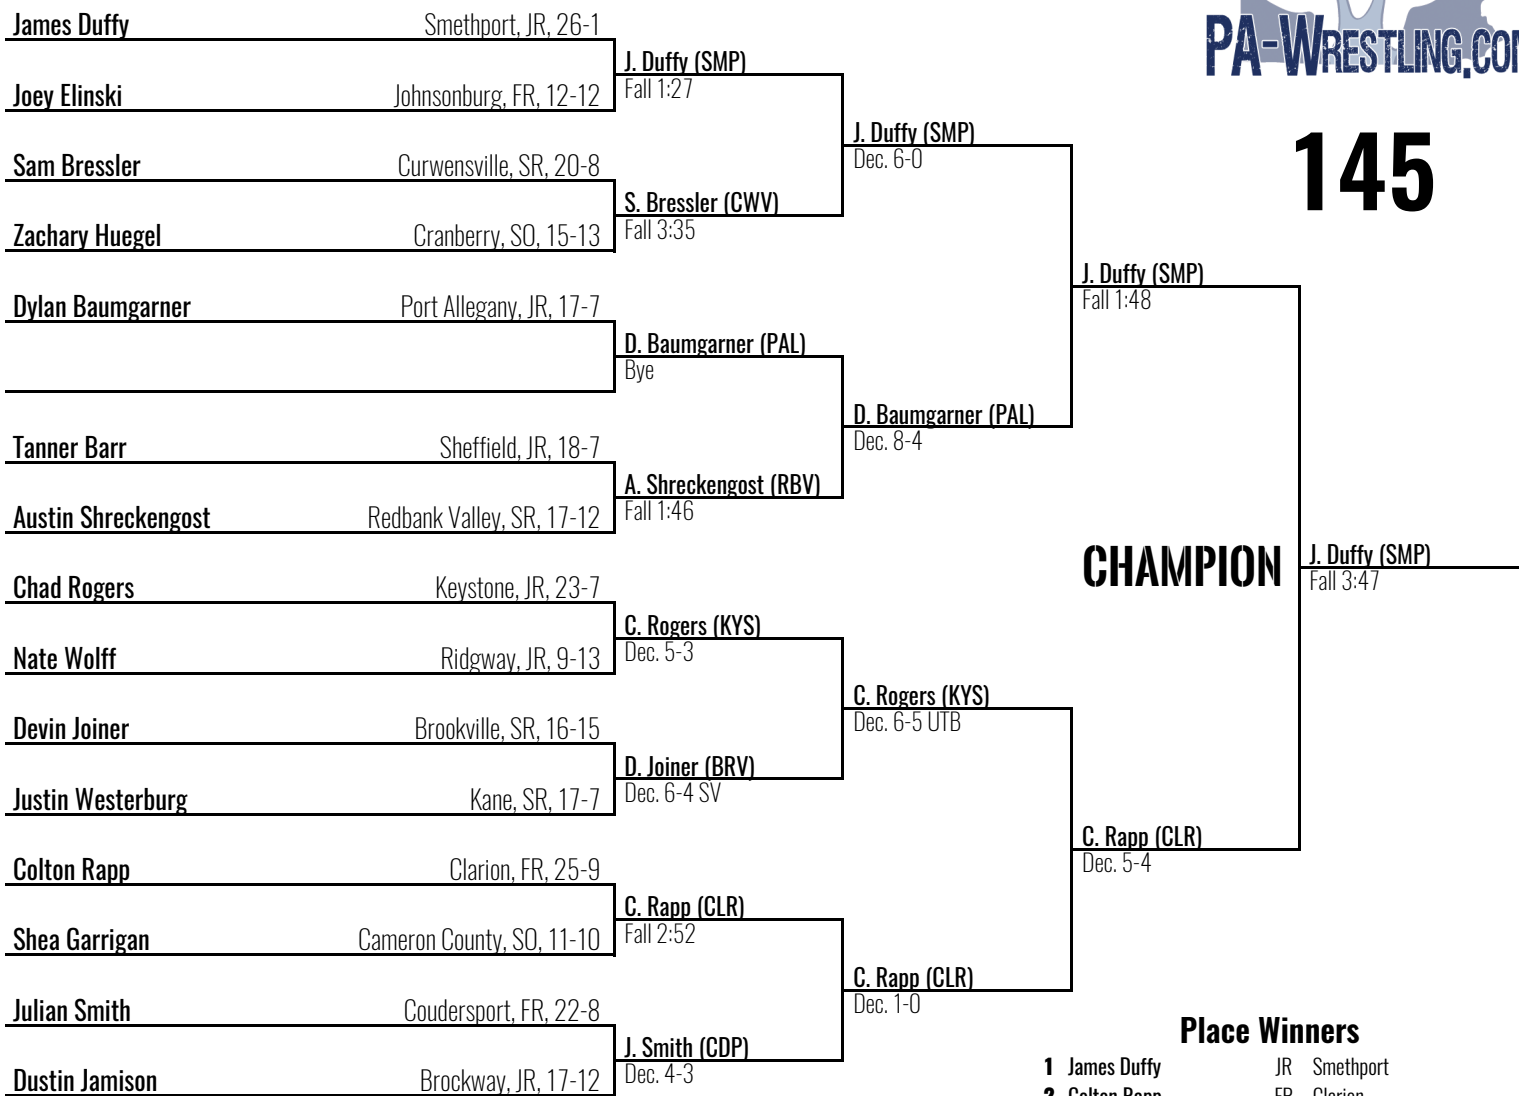 James Duffy Smethport, JR, 26-1
Joey Elinski Johnsonburg, FR, 12-12
Sam Bressler Curwensville, SR, 20-8
Zachary Huegel Cranberry, SO, 15-13
Dylan Baumgarner Port Allegany, JR, 17-7
Tanner Barr Sheffield, JR, 18-7
Austin Shreckengost Redbank Valley, SR, 17-12
Chad Rogers Keystone, JR, 23-7
Nate Wolff Ridgway, JR, 9-13
Devin Joiner Brookville, SR, 16-15
Justin Westerburg Kane, SR, 17-7
Colton Rapp Clarion, FR, 25-9
Shea Garrigan Cameron County, SO, 11-10
Julian Smith Coudersport, FR, 22-8
Dustin Jamison Brockway, JR, 17-12
J. Duffy (SMP)
Fall 1:27
S. Bressler (CWV)
Fall 3:35
D. Baumgarner (PAL)
Bye
A. Shreckengost (RBV)
Fall 1:46
C. Rogers (KYS)
Dec. 5-3
D. Joiner (BRV)
Dec. 6-4 SV
C. Rapp (CLR)
Fall 2:52
J. Smith (CDP)
Dec. 4-3
J. Duffy (SMP)
Dec. 6-0
D. Baumgarner (PAL)
Dec. 8-4
C. Rogers (KYS)
Dec. 6-5 UTB
C. Rapp (CLR)
Dec. 1-0
J. Duffy (SMP)
Fall 1:48
C. Rapp (CLR)
Dec. 5-4
CHAMPION
J. Duffy (SMP)
Fall 3:47
PA-WRESTLING.COM
145
Place Winners
1 James Duffy JR Smethport
2 Colton Rapp FR Clarion